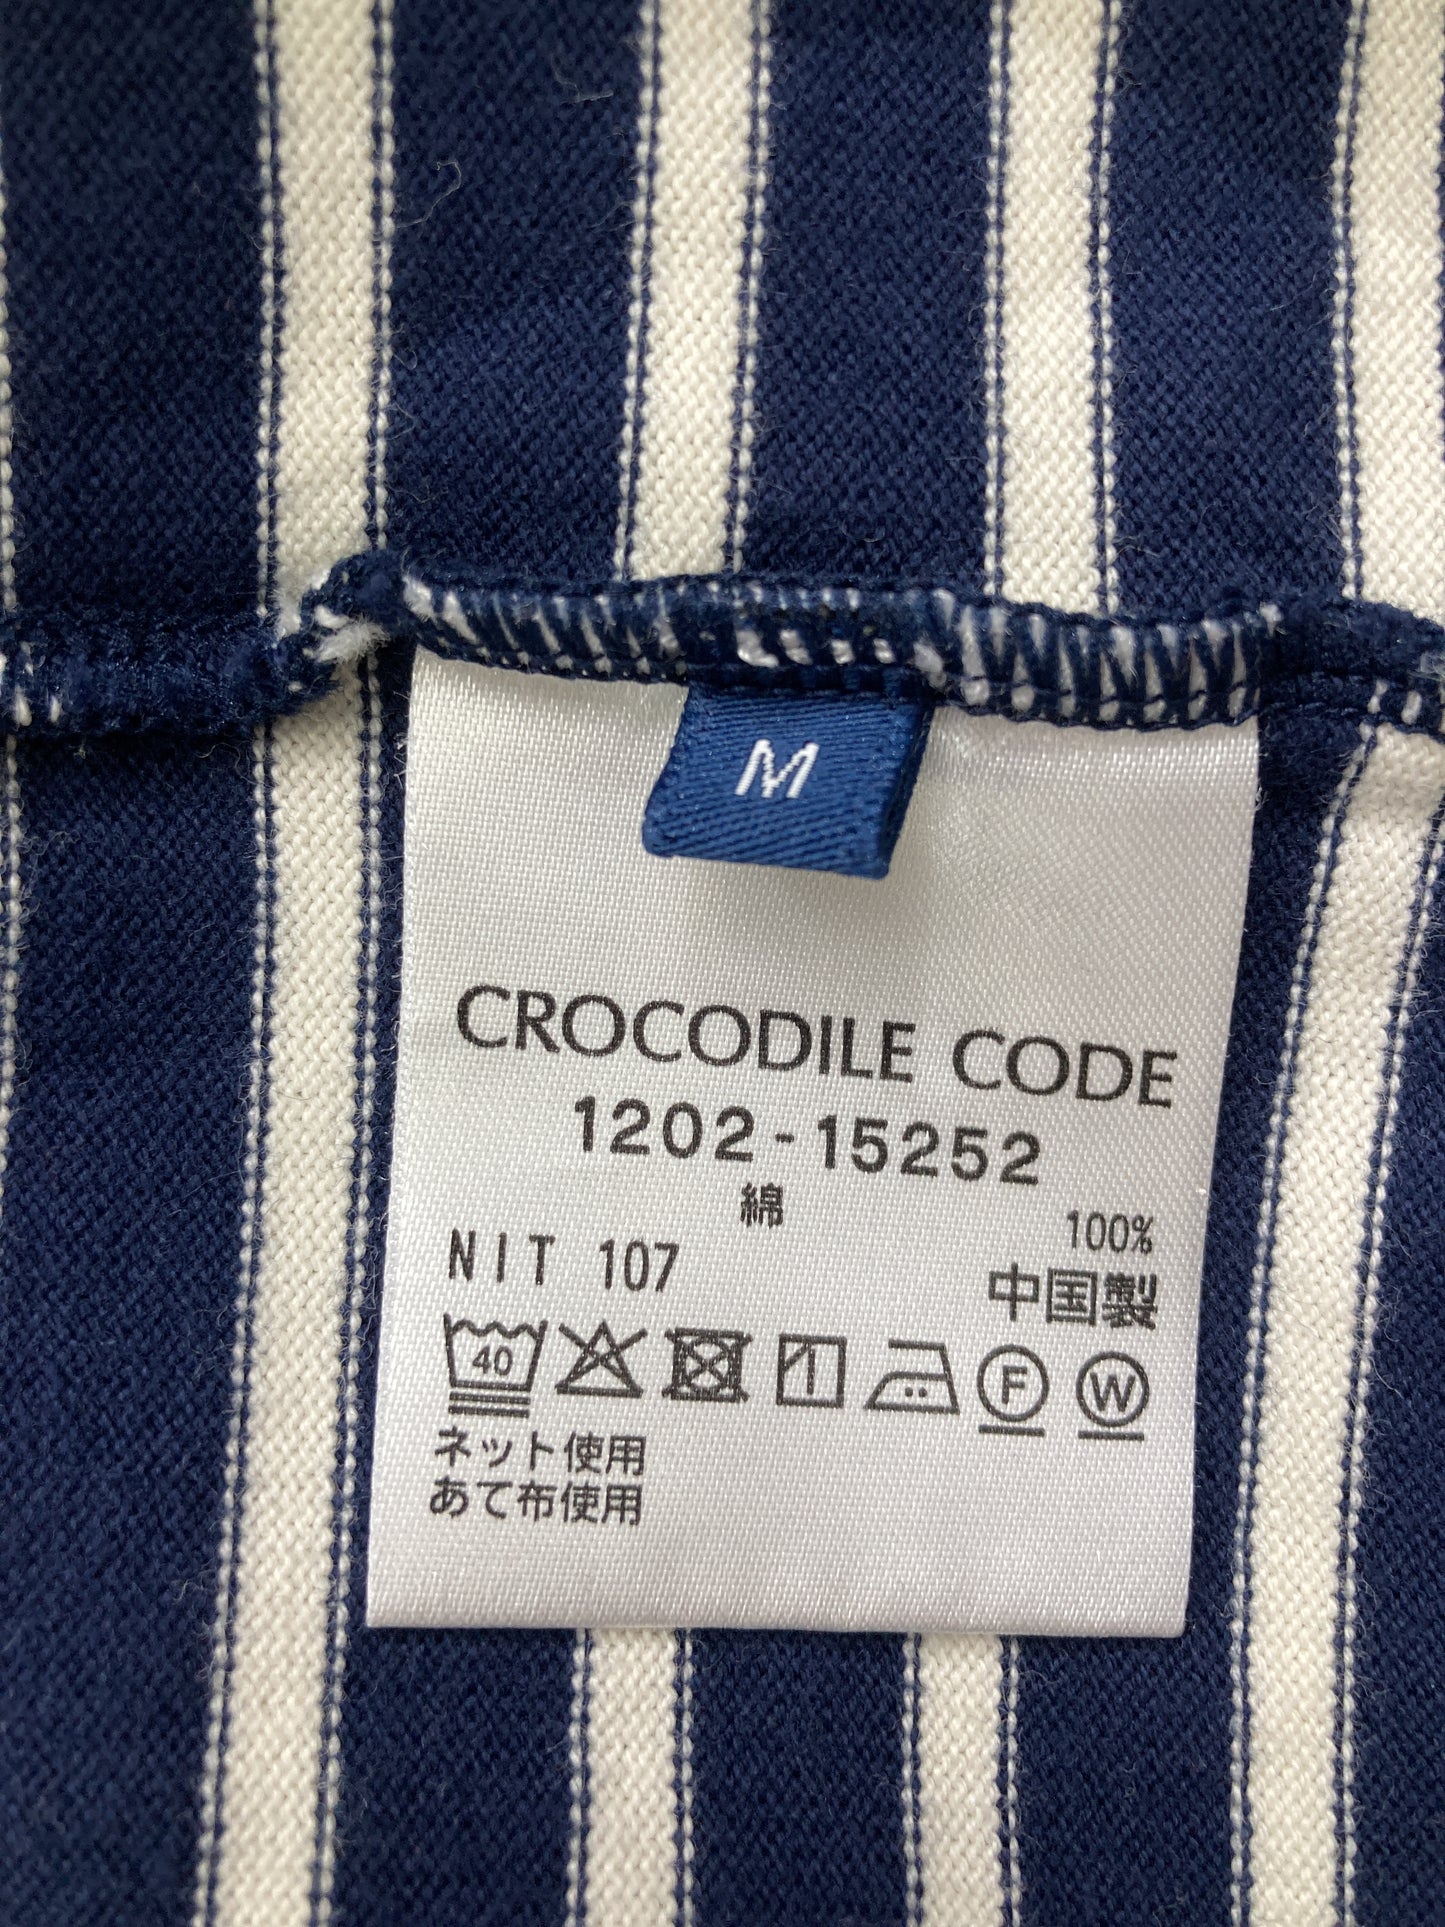 M
CROCODILE CODE
1202-15252
綿 100%
NIT 107
中国製
40 F W
ネット使用
あて布使用